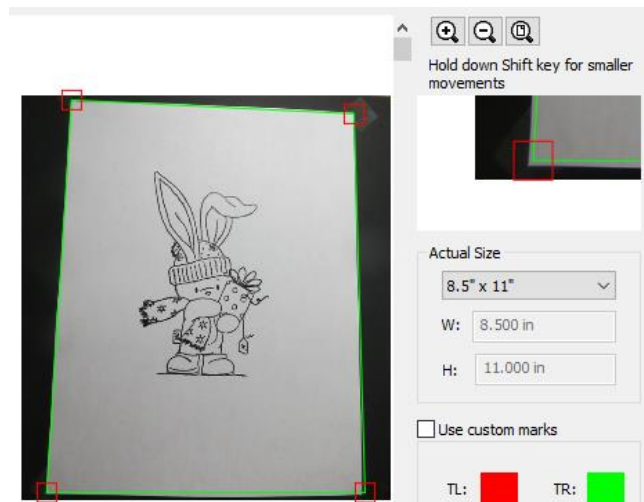 Hold down Shift key for smaller
movements
Actual Size
8.5" x 11"
W: 8.500 in
H: 11.000 in
Use custom marks
TL: TR: